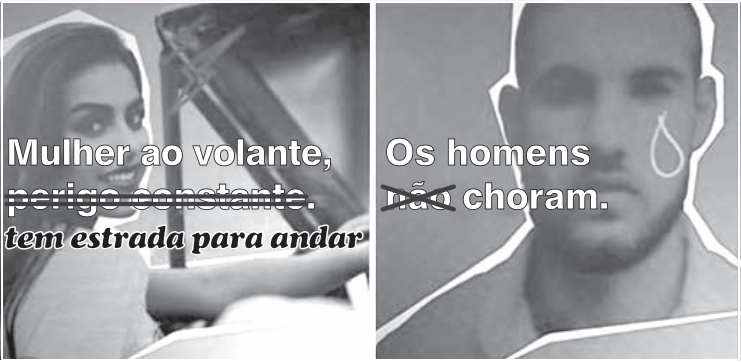 Mulher ao volante,
perigo constante.
tem estrada para andar
Os homens
não choram.